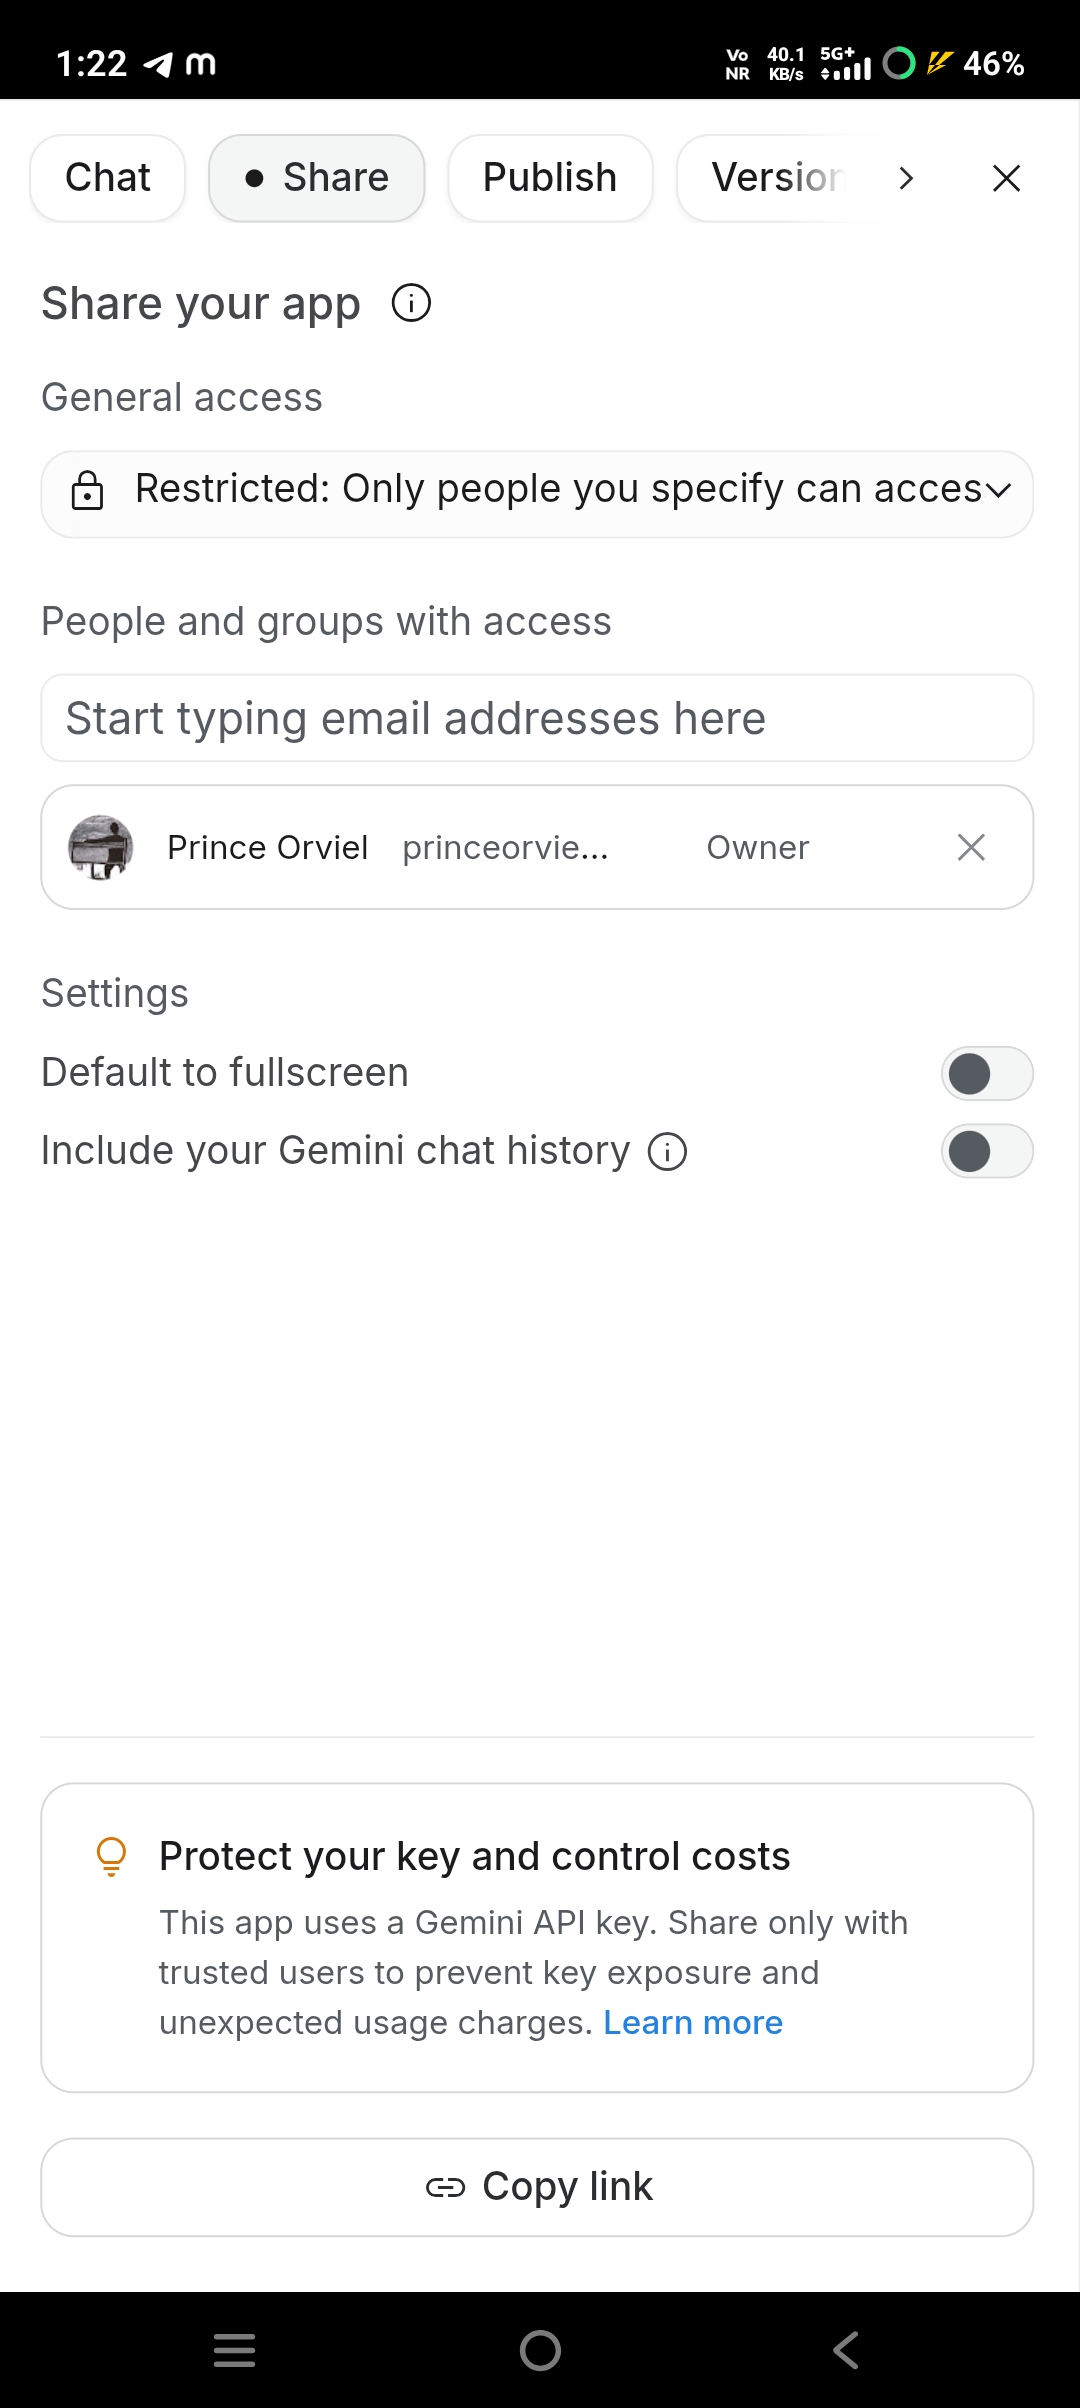 1:22
Vo NR 40.1 KB/s 5G+ 46%
Chat Share Publish Version
Share your app
General access
Restricted: Only people you specify can acces
People and groups with access
Start typing email addresses here
Prince Orviel princeorvie... Owner
Settings
Default to fullscreen
Include your Gemini chat history
Protect your key and control costs
This app uses a Gemini API key. Share only with
trusted users to prevent key exposure and
unexpected usage charges. Learn more
Copy link